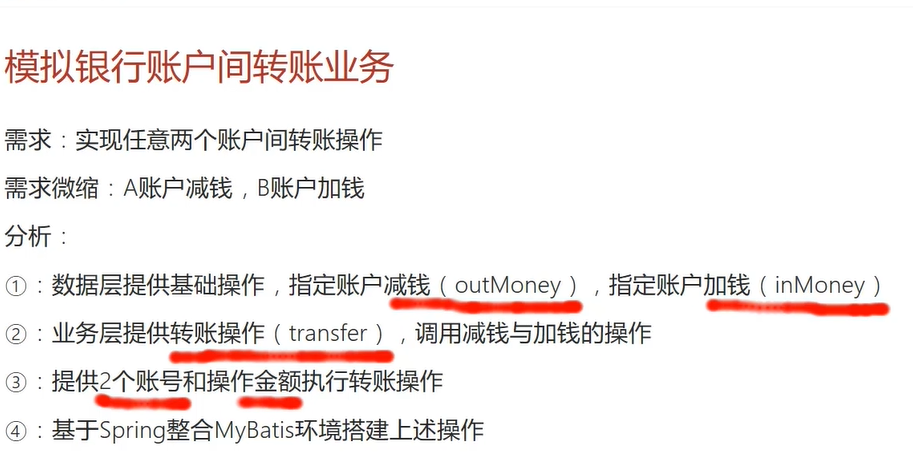 模拟银行账户间转账业务
需求：实现任意两个账户间转账操作
需求微缩：A账户减钱，B账户加钱
分析：
①：数据层提供基础操作，指定账户减钱（outMoney），指定账户加钱（inMoney）
②：业务层提供转账操作（transfer），调用减钱与加钱的操作
③：提供2个账号和操作金额执行转账操作
④：基于Spring整合MyBatis环境搭建上述操作